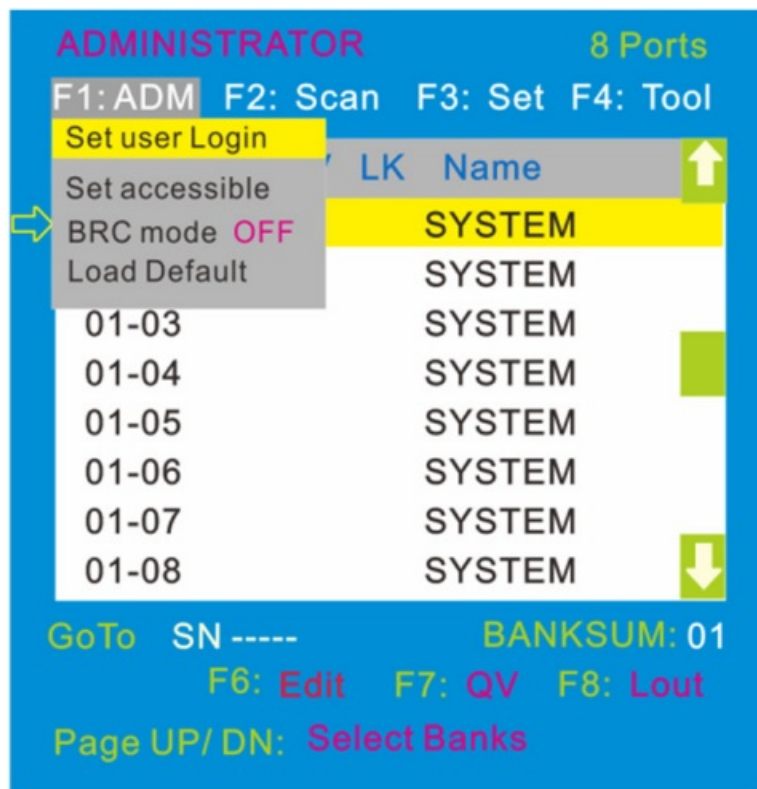 ADMINISTRATOR 8 Ports
F1: ADM F2: Scan F3: Set F4: Tool
Set user Login
LK Name
Set accessible
BRC mode OFF SYSTEM
Load Default SYSTEM
01-03 SYSTEM
01-04 SYSTEM
01-05 SYSTEM
01-06 SYSTEM
01-07 SYSTEM
01-08 SYSTEM
GoTo SN ----- BANKSUM: 01
F6: Edit F7: QV F8: Lout
Page UP/ DN: Select Banks